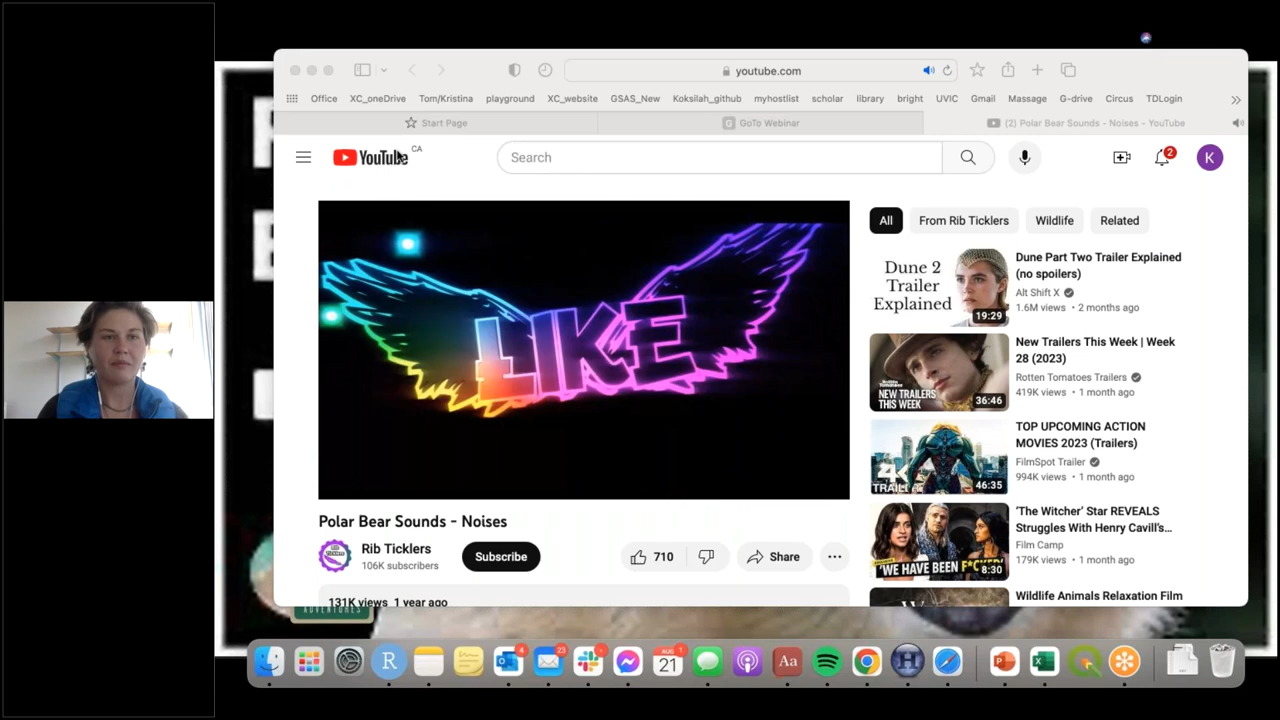 youtube.com
Office XC_oneDrive Tom/Kristina playground XC_website GSAS_New Koksilah_github myhostlist scholar library bright UVIC Gmail Massage G-drive Circus TDLogin
Start Page
GoTo Webinar
(2) Polar Bear Sounds - Noises - YouTube
YouTube CA
Search
2
K
LIKE
All
From Rib Ticklers
Wildlife
Related
Dune 2
Trailer
Explained
19:29
Dune Part Two Trailer Explained
(no spoilers)
Alt Shift X
1.6M views • 2 months ago
NEW TRAILERS
THIS WEEK
36:46
New Trailers This Week | Week
28 (2023)
Rotten Tomatoes Trailers
419K views • 1 month ago
4K
46:35
TOP UPCOMING ACTION
MOVIES 2023 (Trailers)
FilmSpot Trailer
994K views • 1 month ago
"WE HAVE BEEN F*CKED"
8:30
'The Witcher' Star REVEALS
Struggles With Henry Cavill's...
Film Camp
179K views • 1 month ago
Wildlife Animals Relaxation Film
Polar Bear Sounds - Noises
Rib Ticklers
106K subscribers
Subscribe
710
Share
131K views 1 year ago
ADVENTURES
R
4
23
AUG
21
1
Aa
H
P
X